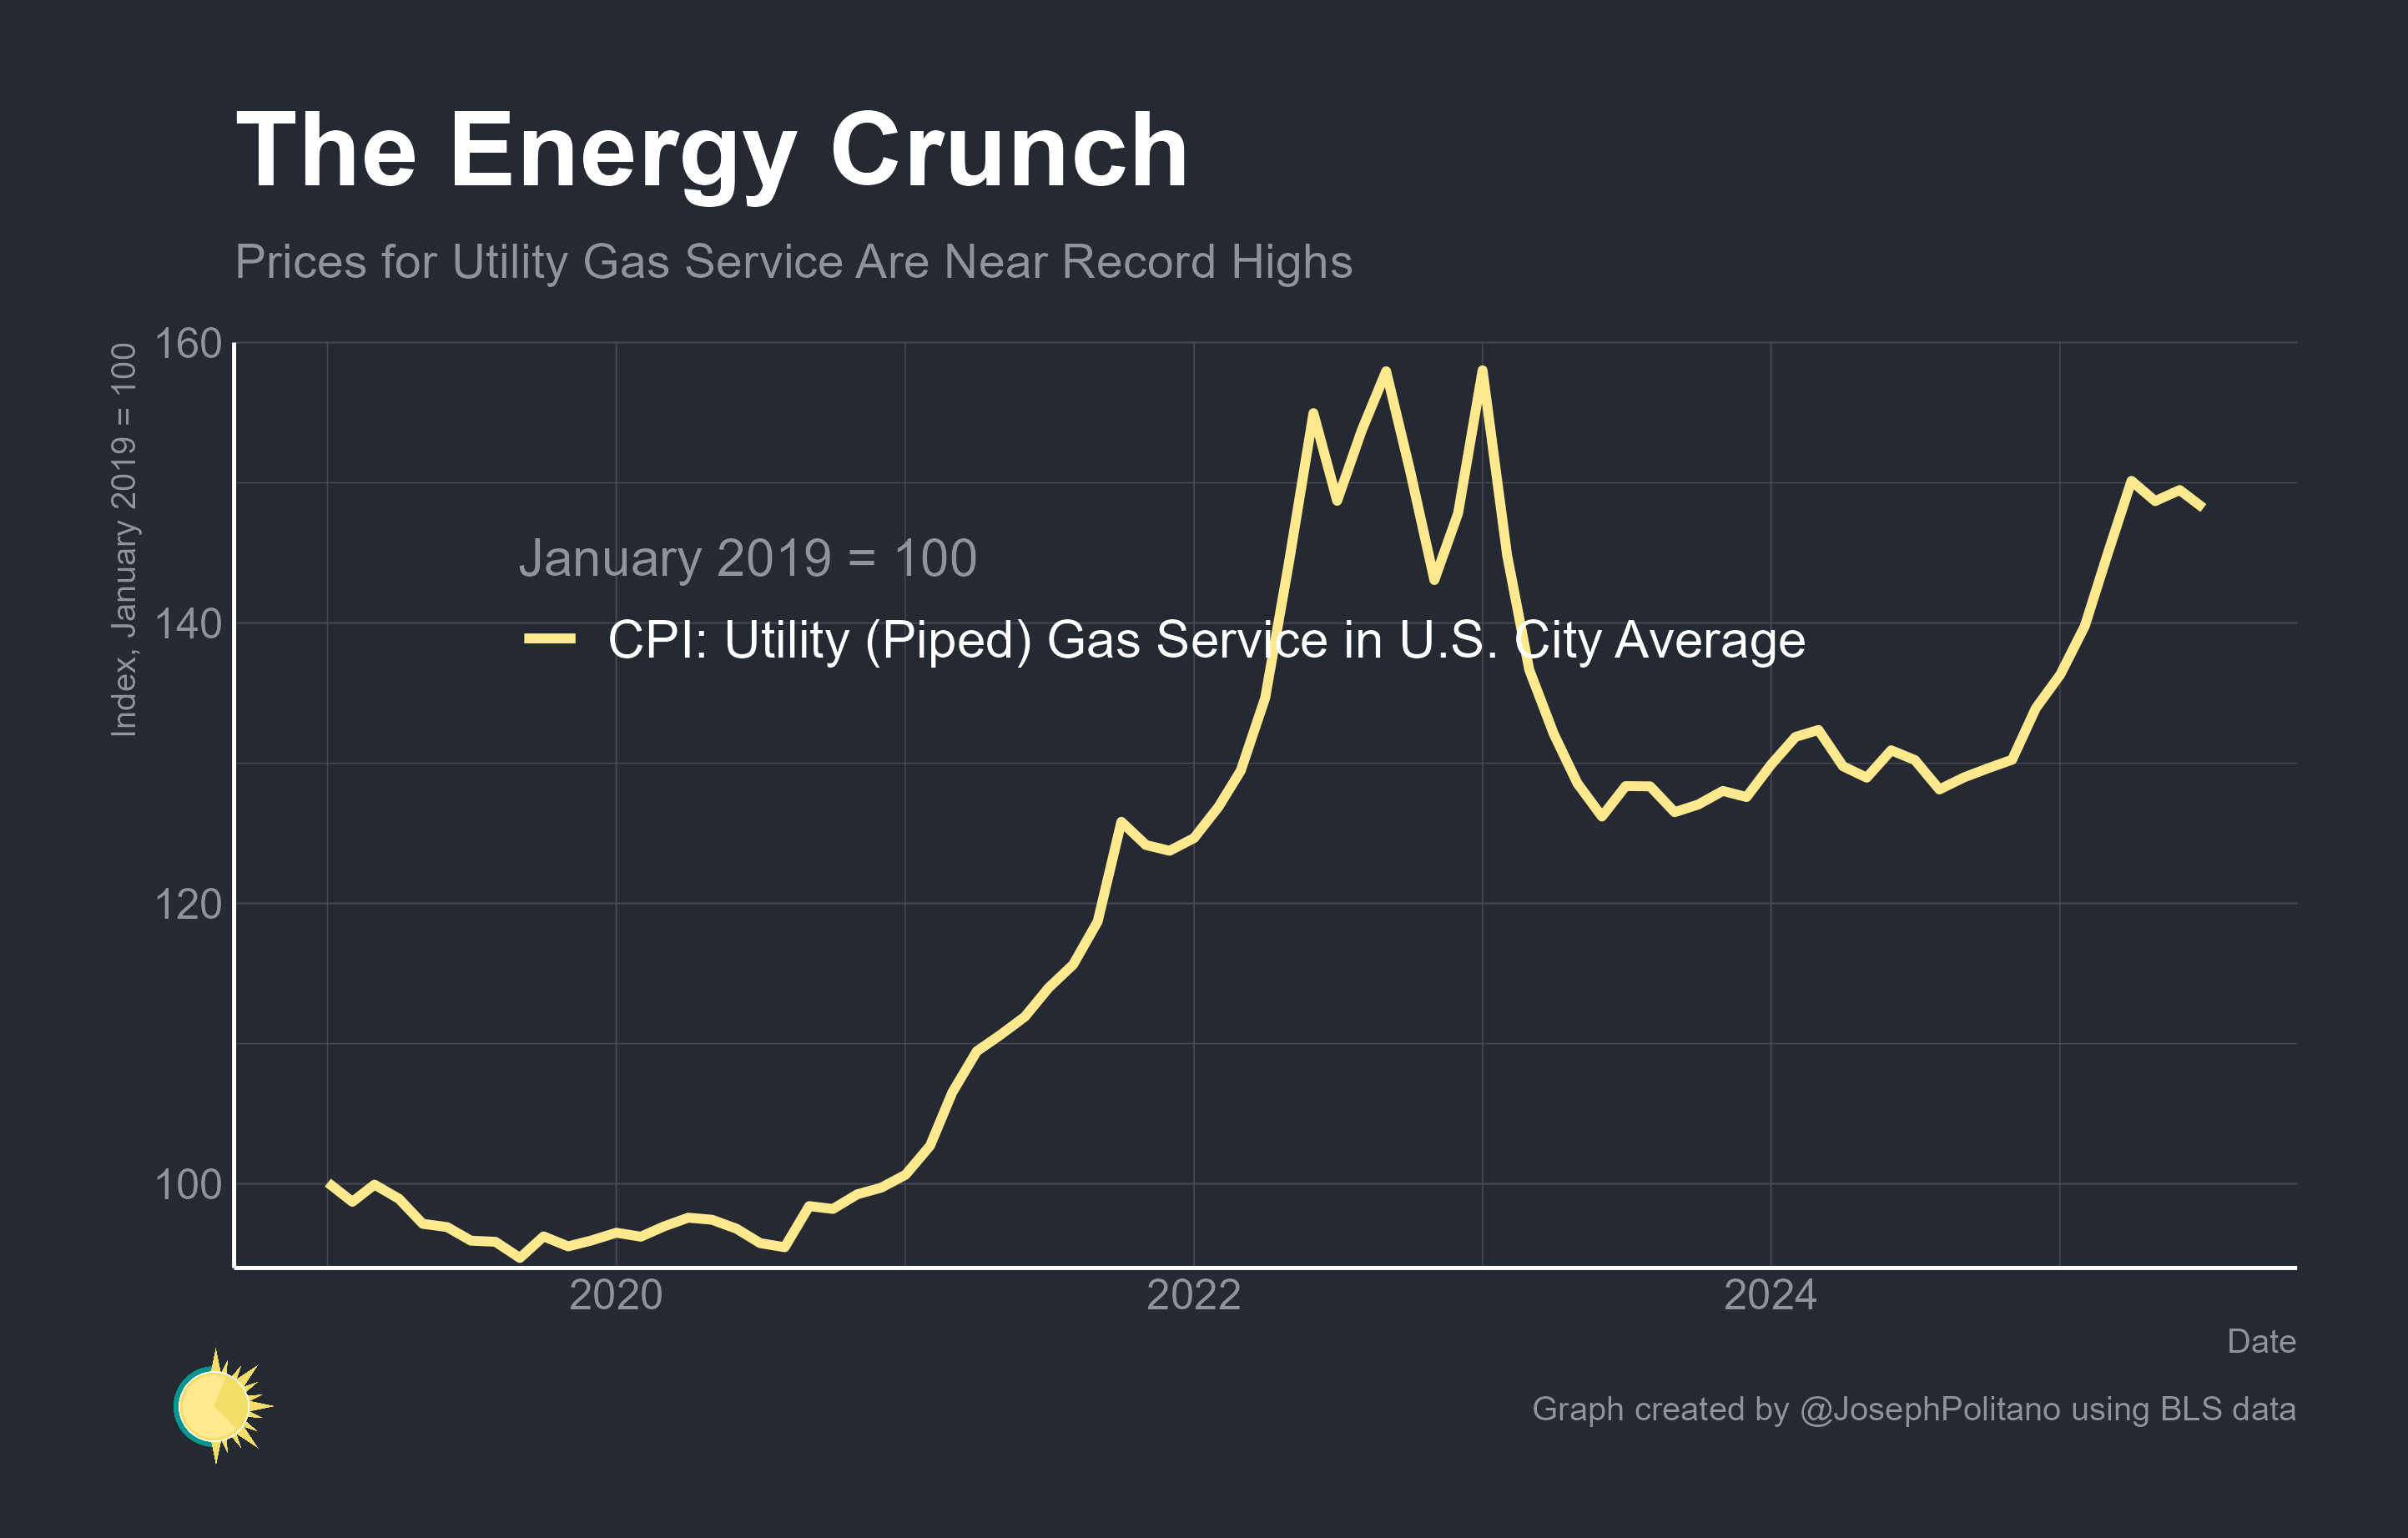 The Energy Crunch
Prices for Utility Gas Service Are Near Record Highs
Index, January 2019 = 100
160
140
120
100
January 2019 = 100
CPI: Utility (Piped) Gas Service in U.S. City Average
2020
2022
2024
Date
Graph created by @JosephPolitano using BLS data